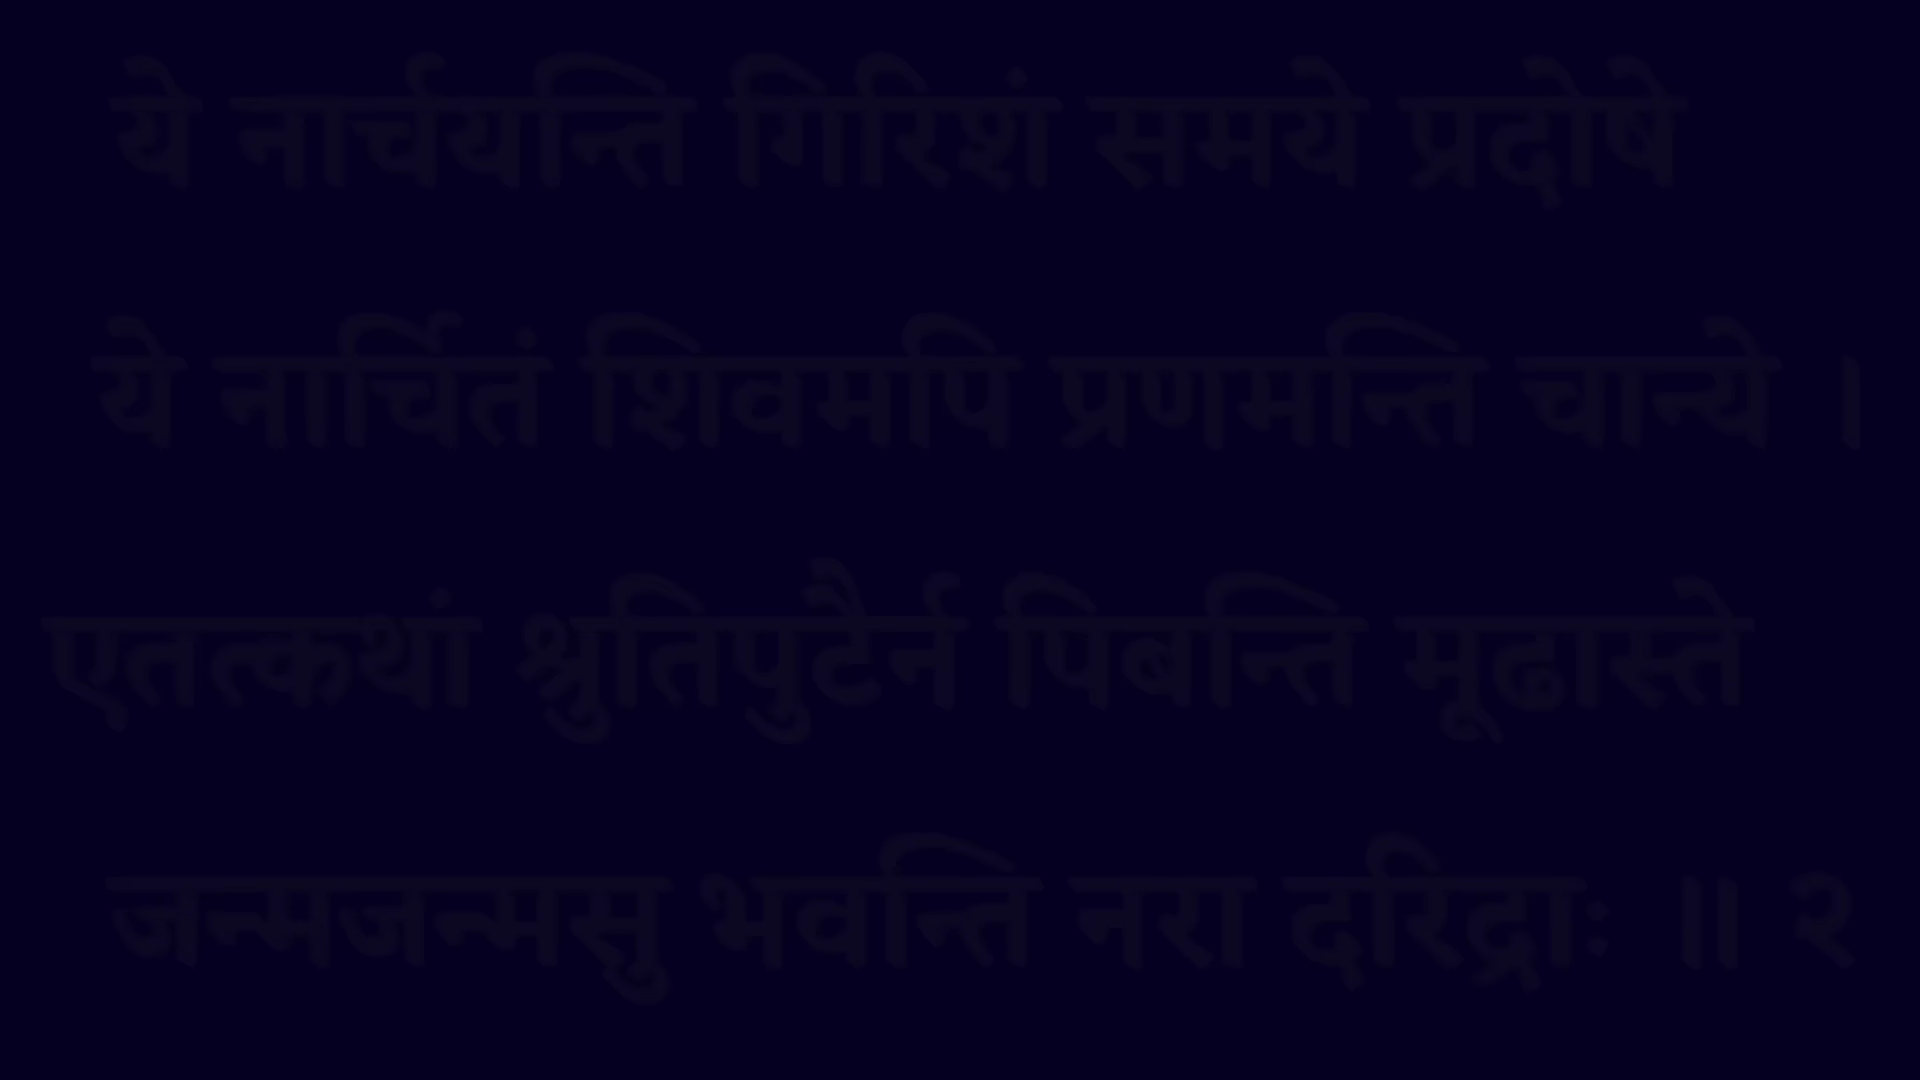 ये नार्चयन्ति गिरिशं समये प्रदोषे
ये नार्चितं शिवमपि प्रणमन्ति चान्ये ।
एतत्कथां श्रुतिपुटैर्न पिबन्ति मूढास्ते
जन्मजन्मसु भवन्ति नरा दरिद्राः ॥ २